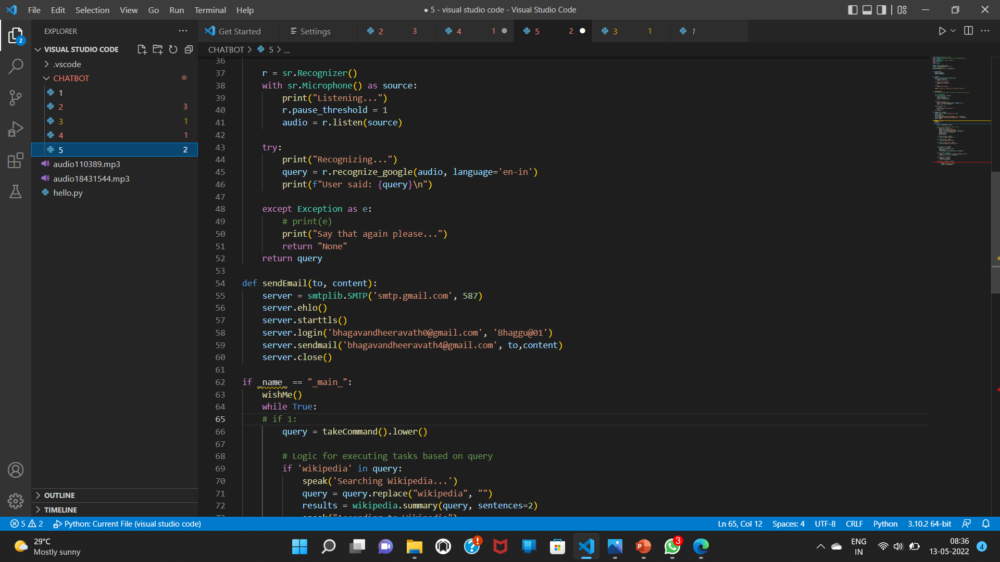 File Edit Selection View Go Run Terminal Help
● 5 - visual studio code - Visual Studio Code
EXPLORER
Get Started
Settings
2 3
4 1
5 2
3 1
1
VISUAL STUDIO CODE
CHATBOT > 5 > ...
.vscode
CHATBOT
1
2 3
3 1
4 1
5 2
audio110389.mp3
audio18431544.mp3
hello.py
OUTLINE
TIMELINE
36
37 r = sr.Recognizer()
38 with sr.Microphone() as source:
39 print("Listening...")
40 r.pause_threshold = 1
41 audio = r.listen(source)
42
43 try:
44 print("Recognizing...")
45 query = r.recognize_google(audio, language='en-in')
46 print(f"User said: {query}\n")
47
48 except Exception as e:
49 # print(e)
50 print("Say that again please...")
51 return "None"
52 return query
53
54 def sendEmail(to, content):
55 server = smtplib.SMTP('smtp.gmail.com', 587)
56 server.ehlo()
57 server.starttls()
58 server.login('bhagavandheeravath0@gmail.com', 'Bhaggu@01')
59 server.sendmail('bhagavandheeravath4@gmail.com', to,content)
60 server.close()
61
62 if _name_ == "_main_":
63 wishMe()
64 while True:
65 # if 1:
66 query = takeCommand().lower()
67
68 # Logic for executing tasks based on query
69 if 'wikipedia' in query:
70 speak('Searching Wikipedia...')
71 query = query.replace("wikipedia", "")
72 results = wikipedia.summary(query, sentences=2)
73 speak("According to Wikipedia")
5 2 Python: Current File (visual studio code)
Ln 65, Col 12 Spaces: 4 UTF-8 CRLF Python 3.10.2 64-bit
29°C
Mostly sunny
3
ENG
IN
08:36
13-05-2022
4